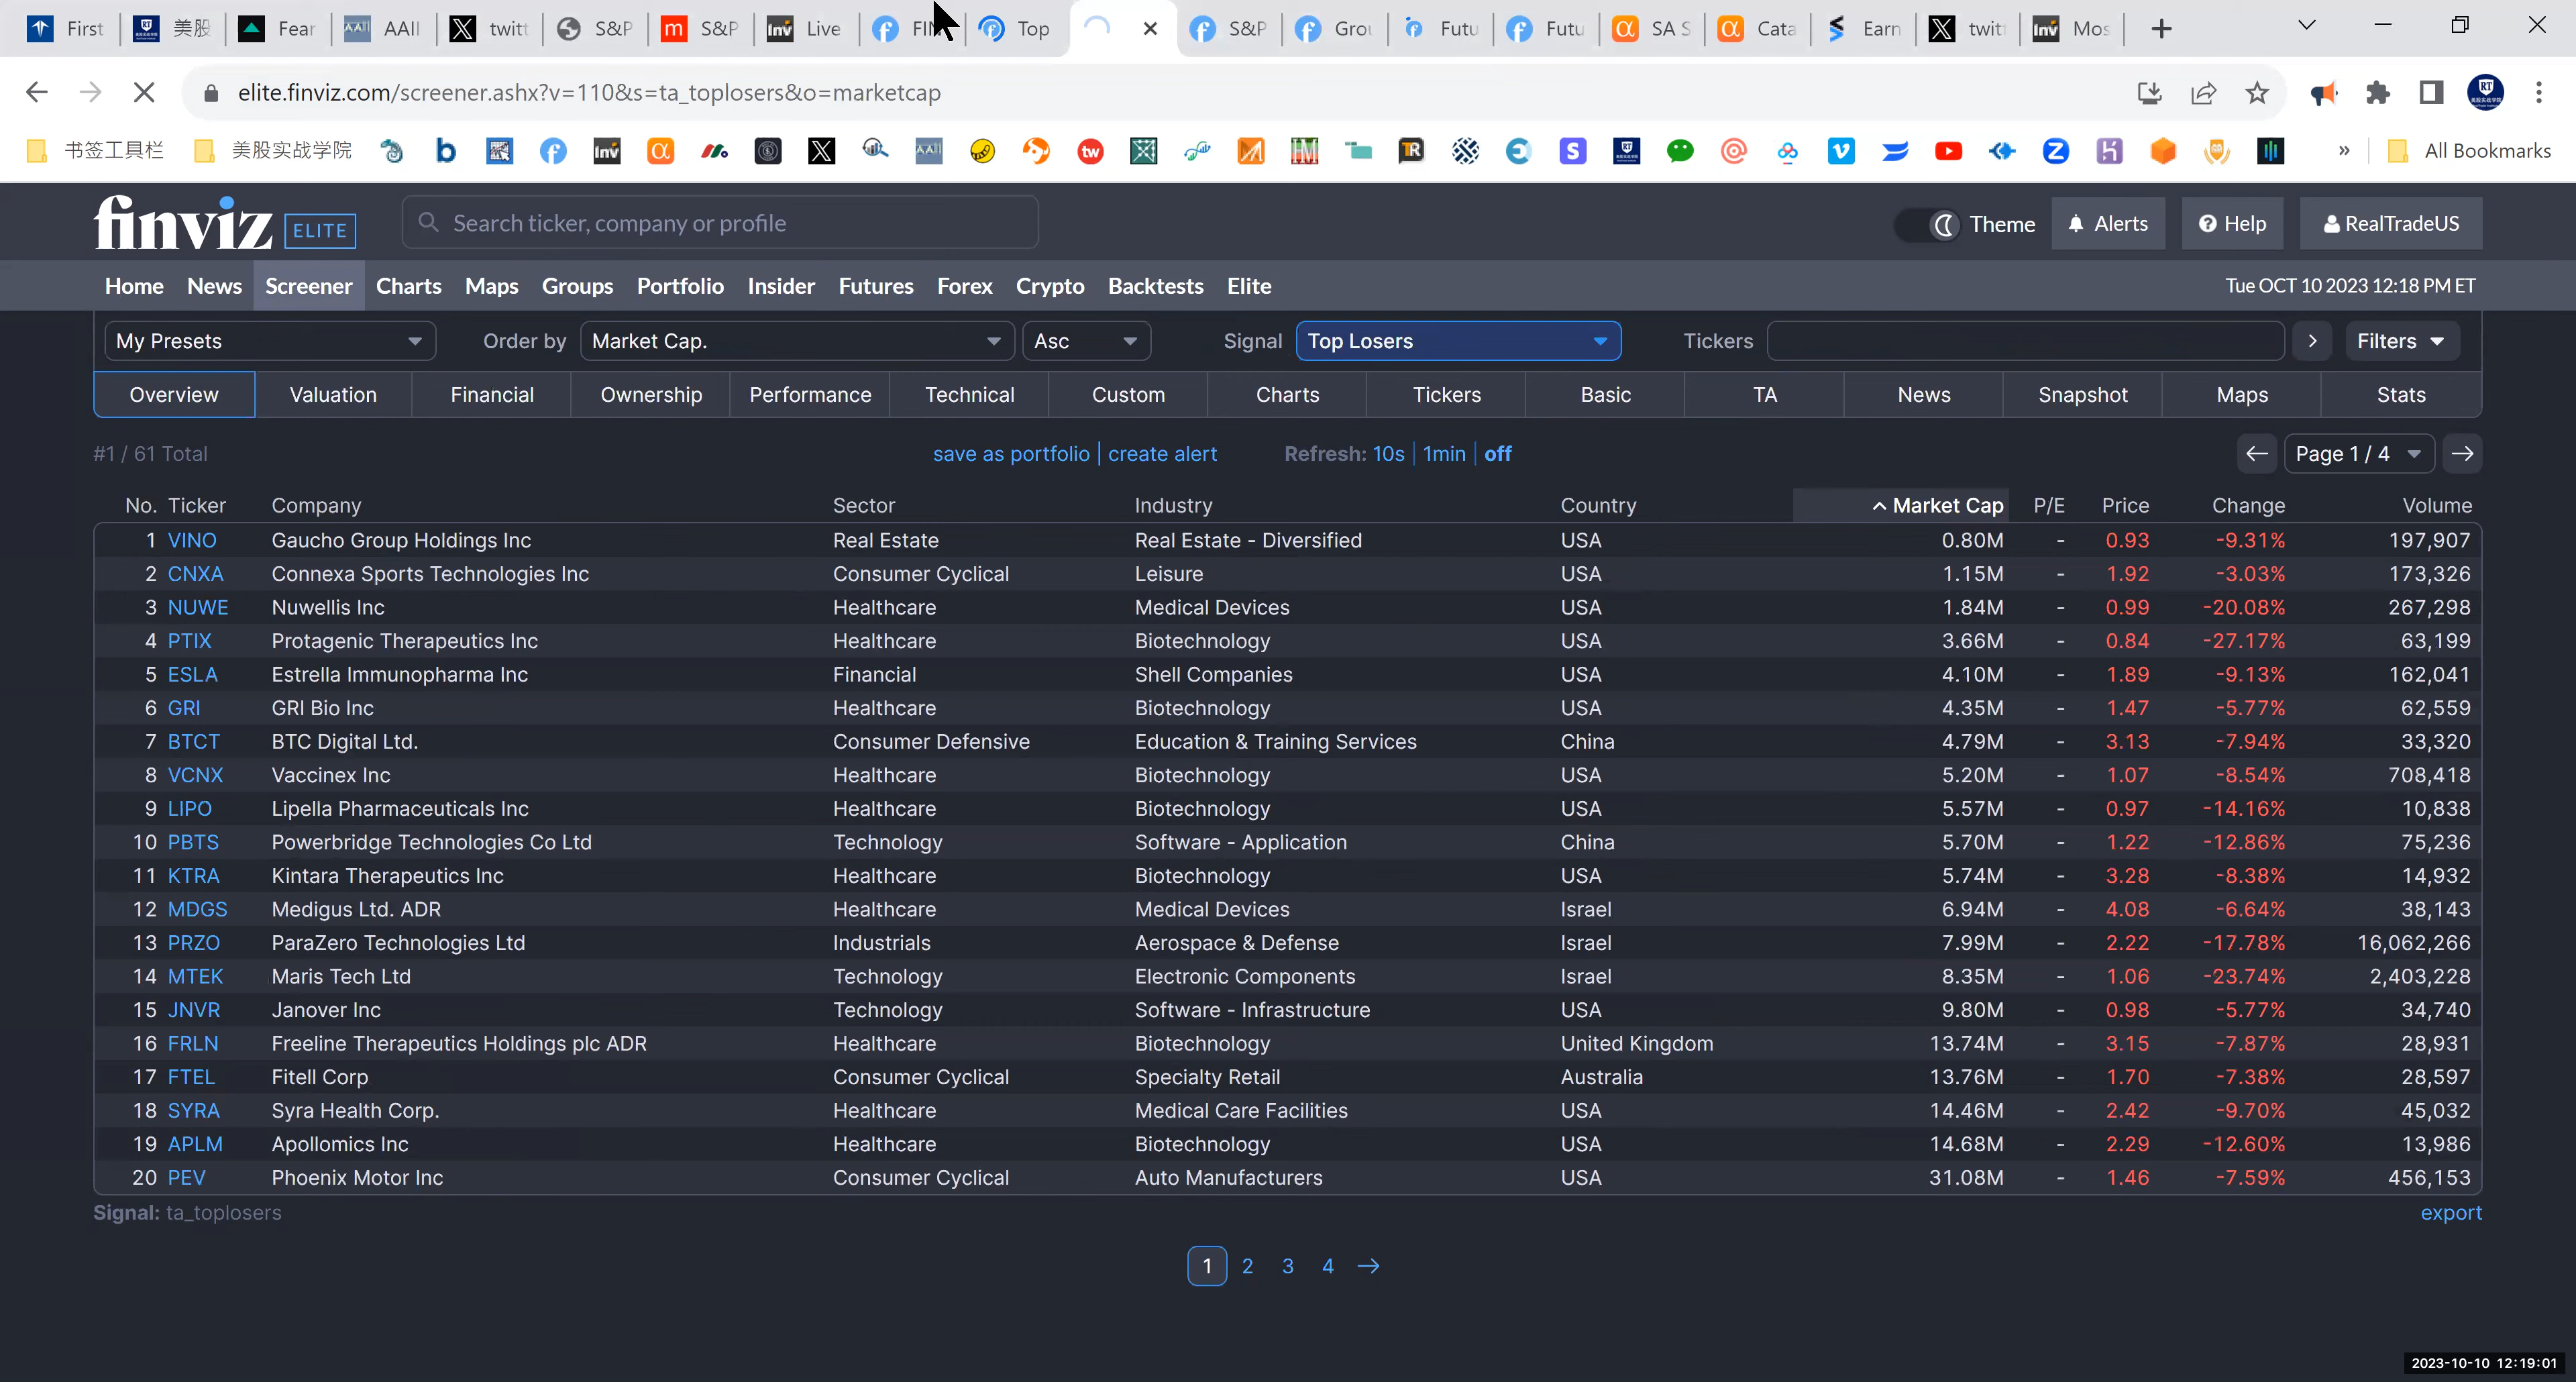 First 美股 Fear AAII twitt S&P S&P Live FIN Top S&P Grou Futu Futu SA S Cata Earn twitt Mos
elite.finviz.com/screener.ashx?v=110&s=ta_toplosers&o=marketcap
书签工具栏 美股实战学院 » All Bookmarks
finviz ELITE Search ticker, company or profile Theme Alerts Help RealTradeUS
Home News Screener Charts Maps Groups Portfolio Insider Futures Forex Crypto Backtests Elite Tue OCT 10 2023 12:18 PM ET
My Presets Order by Market Cap. Asc Signal Top Losers Tickers Filters
Overview Valuation Financial Ownership Performance Technical Custom Charts Tickers Basic TA News Snapshot Maps Stats
#1 / 61 Total save as portfolio | create alert Refresh: 10s | 1min | off Page 1 / 4
No. Ticker Company Sector Industry Country Market Cap P/E Price Change Volume
1 VINO Gaucho Group Holdings Inc Real Estate Real Estate - Diversified USA 0.80M - 0.93 -9.31% 197,907
2 CNXA Connexa Sports Technologies Inc Consumer Cyclical Leisure USA 1.15M - 1.92 -3.03% 173,326
3 NUWE Nuwellis Inc Healthcare Medical Devices USA 1.84M - 0.99 -20.08% 267,298
4 PTIX Protagenic Therapeutics Inc Healthcare Biotechnology USA 3.66M - 0.84 -27.17% 63,199
5 ESLA Estrella Immunopharma Inc Financial Shell Companies USA 4.10M - 1.89 -9.13% 162,041
6 GRI GRI Bio Inc Healthcare Biotechnology USA 4.35M - 1.47 -5.77% 62,559
7 BTCT BTC Digital Ltd. Consumer Defensive Education & Training Services China 4.79M - 3.13 -7.94% 33,320
8 VCNX Vaccinex Inc Healthcare Biotechnology USA 5.20M - 1.07 -8.54% 708,418
9 LIPO Lipella Pharmaceuticals Inc Healthcare Biotechnology USA 5.57M - 0.97 -14.16% 10,838
10 PBTS Powerbridge Technologies Co Ltd Technology Software - Application China 5.70M - 1.22 -12.86% 75,236
11 KTRA Kintara Therapeutics Inc Healthcare Biotechnology USA 5.74M - 3.28 -8.38% 14,932
12 MDGS Medigus Ltd. ADR Healthcare Medical Devices Israel 6.94M - 4.08 -6.64% 38,143
13 PRZO ParaZero Technologies Ltd Industrials Aerospace & Defense Israel 7.99M - 2.22 -17.78% 16,062,266
14 MTEK Maris Tech Ltd Technology Electronic Components Israel 8.35M - 1.06 -23.74% 2,403,228
15 JNVR Janover Inc Technology Software - Infrastructure USA 9.80M - 0.98 -5.77% 34,740
16 FRLN Freeline Therapeutics Holdings plc ADR Healthcare Biotechnology United Kingdom 13.74M - 3.15 -7.87% 28,931
17 FTEL Fitell Corp Consumer Cyclical Specialty Retail Australia 13.76M - 1.70 -7.38% 28,597
18 SYRA Syra Health Corp. Healthcare Medical Care Facilities USA 14.46M - 2.42 -9.70% 45,032
19 APLM Apollomics Inc Healthcare Biotechnology USA 14.68M - 2.29 -12.60% 13,986
20 PEV Phoenix Motor Inc Consumer Cyclical Auto Manufacturers USA 31.08M - 1.46 -7.59% 456,153
Signal: ta_toplosers export
1 2 3 4
2023-10-10 12:19:01